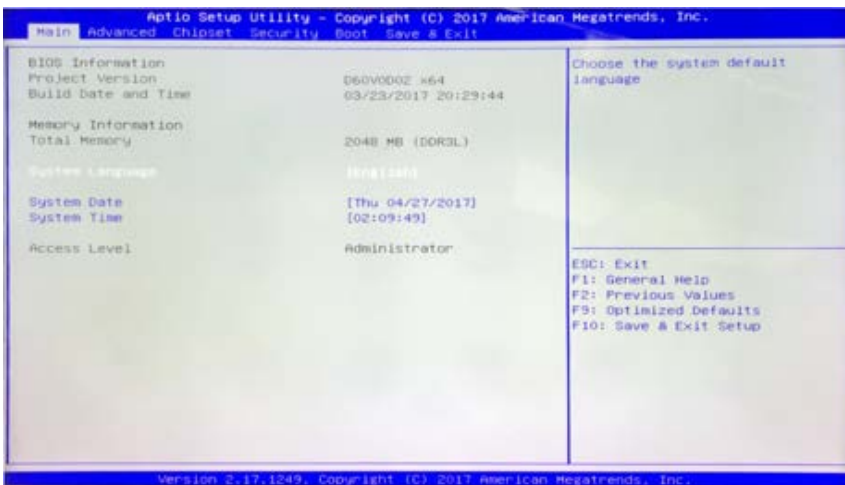 Aptio Setup Utility – Copyright (C) 2017 American Megatrends, Inc.
Main Advanced Chipset Security Boot Save & Exit
BIOS Information
Project Version D60V0D02 x64
Build Date and Time 03/23/2017 20:29:44
Memory Information
Total Memory 2048 MB (DDR3L)
System Language [English]
System Date [Thu 04/27/2017]
System Time [02:09:49]
Access Level Administrator
Choose the system default
language
ESC: Exit
F1: General Help
F2: Previous Values
F9: Optimized Defaults
F10: Save & Exit Setup
Version 2.17.1249. Copyright (C) 2017 American Megatrends, Inc.